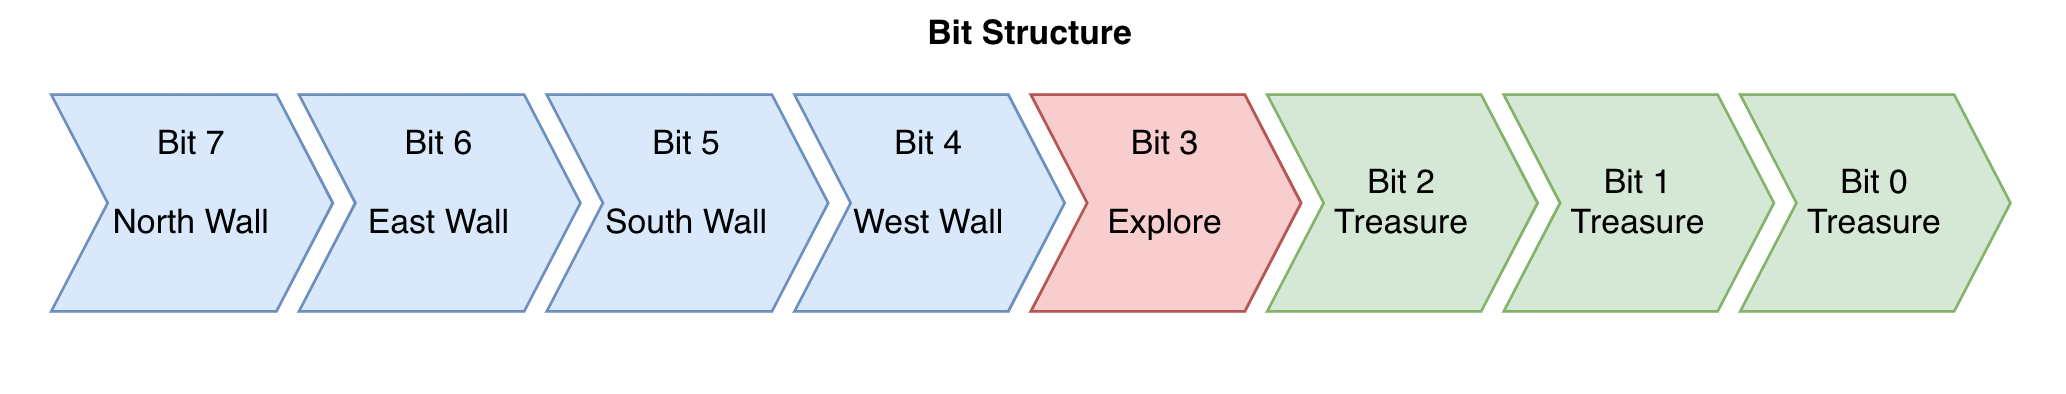 Bit Structure
Bit 7
North Wall
Bit 6
East Wall
Bit 5
South Wall
Bit 4
West Wall
Bit 3
Explore
Bit 2
Treasure
Bit 1
Treasure
Bit 0
Treasure